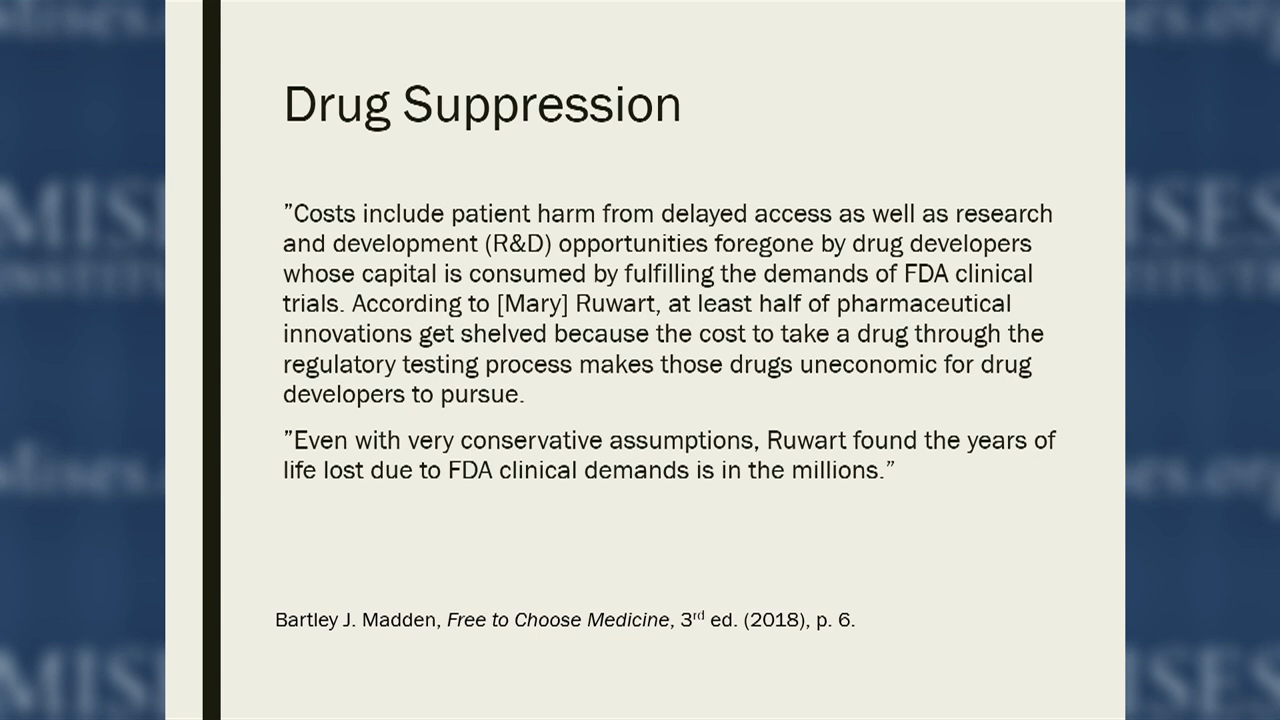 Drug Suppression
”Costs include patient harm from delayed access as well as research
and development (R&D) opportunities foregone by drug developers
whose capital is consumed by fulfilling the demands of FDA clinical
trials. According to [Mary] Ruwart, at least half of pharmaceutical
innovations get shelved because the cost to take a drug through the
regulatory testing process makes those drugs uneconomic for drug
developers to pursue.
”Even with very conservative assumptions, Ruwart found the years of
life lost due to FDA clinical demands is in the millions.”
Bartley J. Madden, Free to Choose Medicine, 3rd ed. (2018), p. 6.